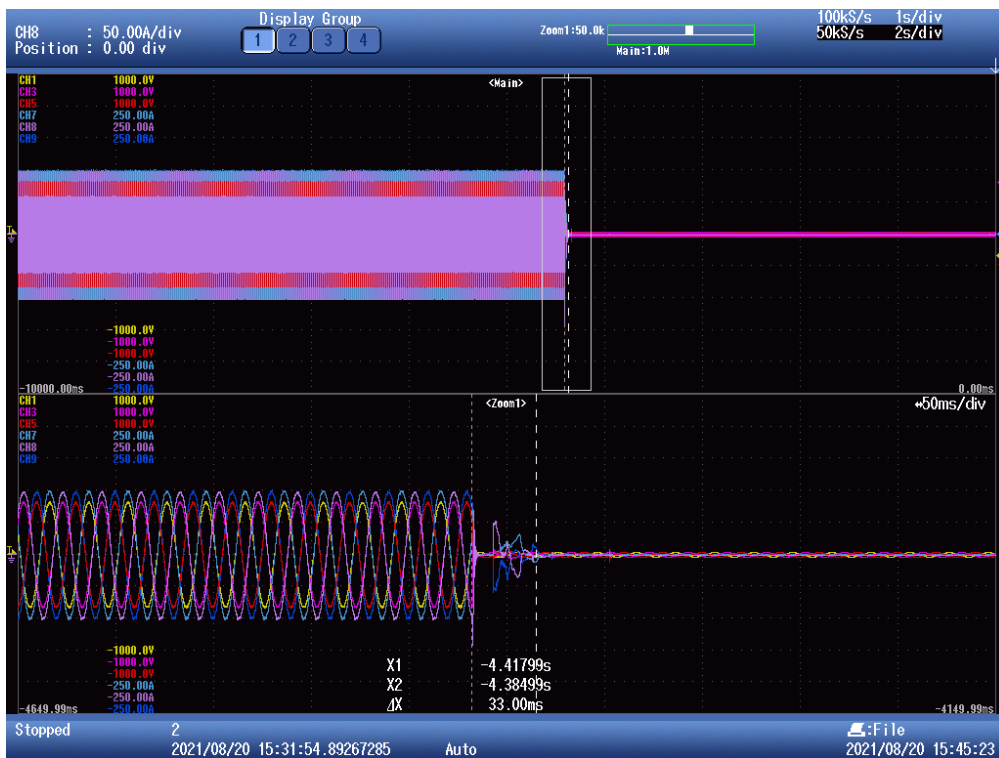 CH8 : 50.00A/div
Position : 0.00 div
Display Group
1 2 3 4
Zoom1:50.0k
Main:1.0M
100kS/s 1s/div
50kS/s 2s/div
<Main>
CH1 1000.0V
CH3 1000.0V
CH5 1000.0V
CH7 250.00A
CH8 250.00A
CH9 250.00A
-1000.0V
-1000.0V
-1000.0V
-250.00A
-250.00A
-250.00A
-10000.00ms 0.00ms
<Zoom1>
↔50ms/div
CH1 1000.0V
CH3 1000.0V
CH5 1000.0V
CH7 250.00A
CH8 250.00A
CH9 250.00A
-1000.0V
-1000.0V
-1000.0V
-250.00A
-250.00A
-250.00A
X1 -4.41799s
X2 -4.38499s
ΔX 33.00ms
-4649.99ms -4149.99ms
Stopped 2 :File
2021/08/20 15:31:54.89267285 Auto 2021/08/20 15:45:23